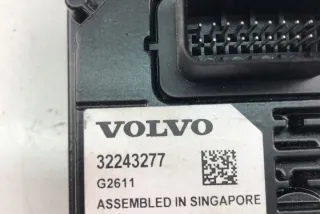 VOLVO
32243277
G2611
ASSEMBLED IN SINGAPORE